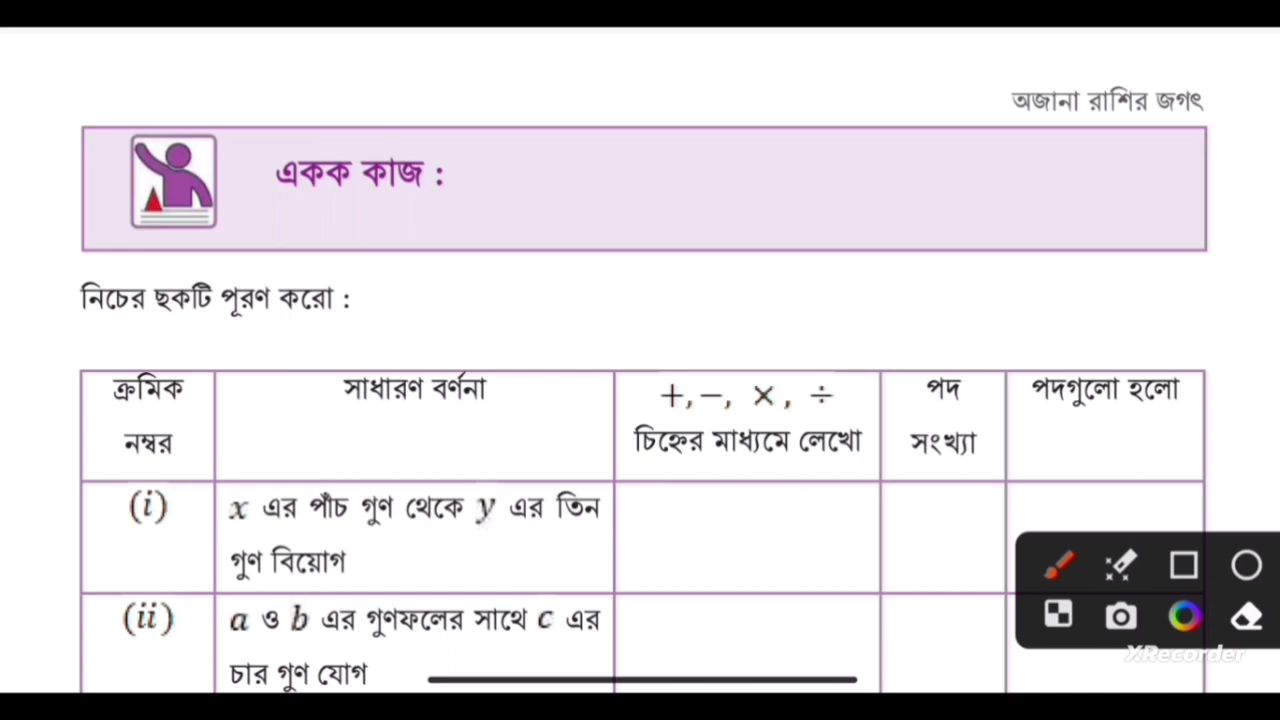 অজানা রাশির জগৎ
একক কাজ :
নিচের ছকটি পূরণ করো :
ক্রমিক নম্বর
সাধারণ বর্ণনা
+, −, ×, ÷
চিহ্নের মাধ্যমে লেখো
পদ সংখ্যা
পদগুলো হলো
(i)
x এর পাঁচ গুণ থেকে y এর তিন
গুণ বিয়োগ
(ii)
a ও b এর গুণফলের সাথে c এর
চার গুণ যোগ
XRecorder